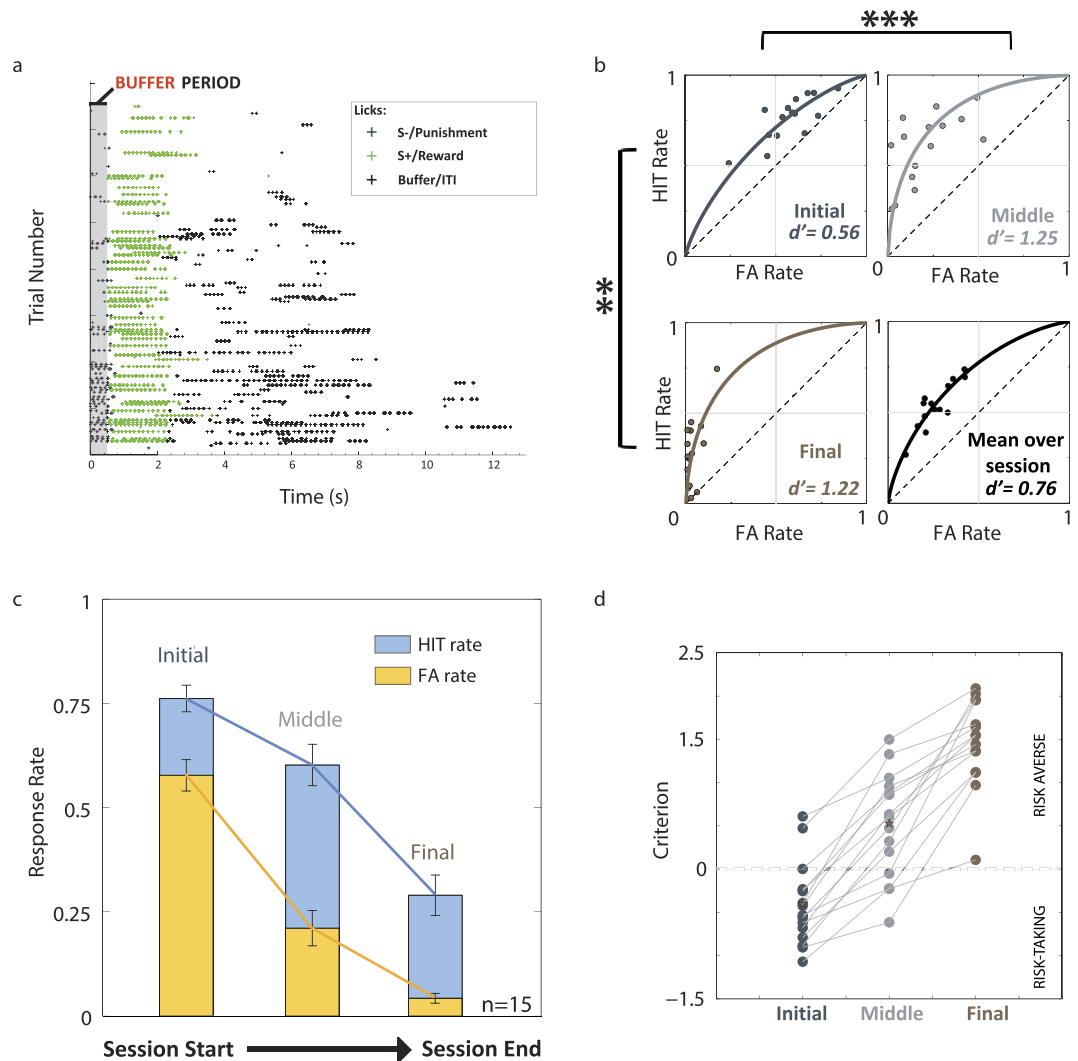 a
BUFFER PERIOD
Licks:
S-/Punishment
S+/Reward
Buffer/ITI
Trial Number
0 2 4 6 8 10 12
Time (s)
b
***
**
1
HIT Rate
0
Initial
d’= 0.56
FA Rate
1
1
0
Middle
d’= 1.25
FA Rate
1
1
HIT Rate
0
Final
d’= 1.22
FA Rate
1
1
0
Mean over
session
d’= 0.76
FA Rate
1
c
1
0.75
0.5
0.25
0
Response Rate
Initial
Middle
Final
HIT rate
FA rate
n=15
Session Start
Session End
d
2.5
1.5
0
−1.5
Criterion
RISK AVERSE
RISK-TAKING
Initial
Middle
Final